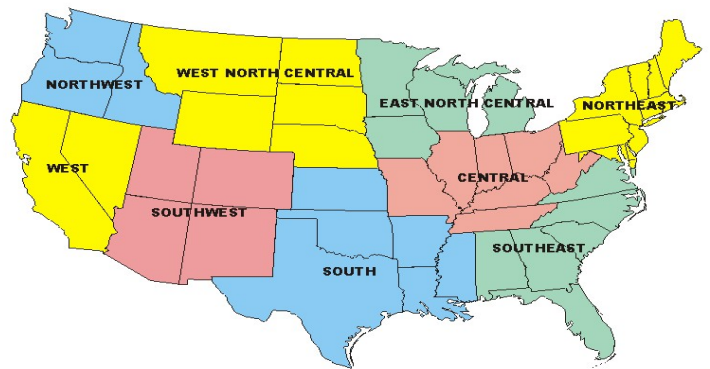 WEST NORTH CENTRAL
NORTHWEST
EAST NORTH CENTRAL
NORTHEAST
WEST
CENTRAL
SOUTHWEST
SOUTHEAST
SOUTH